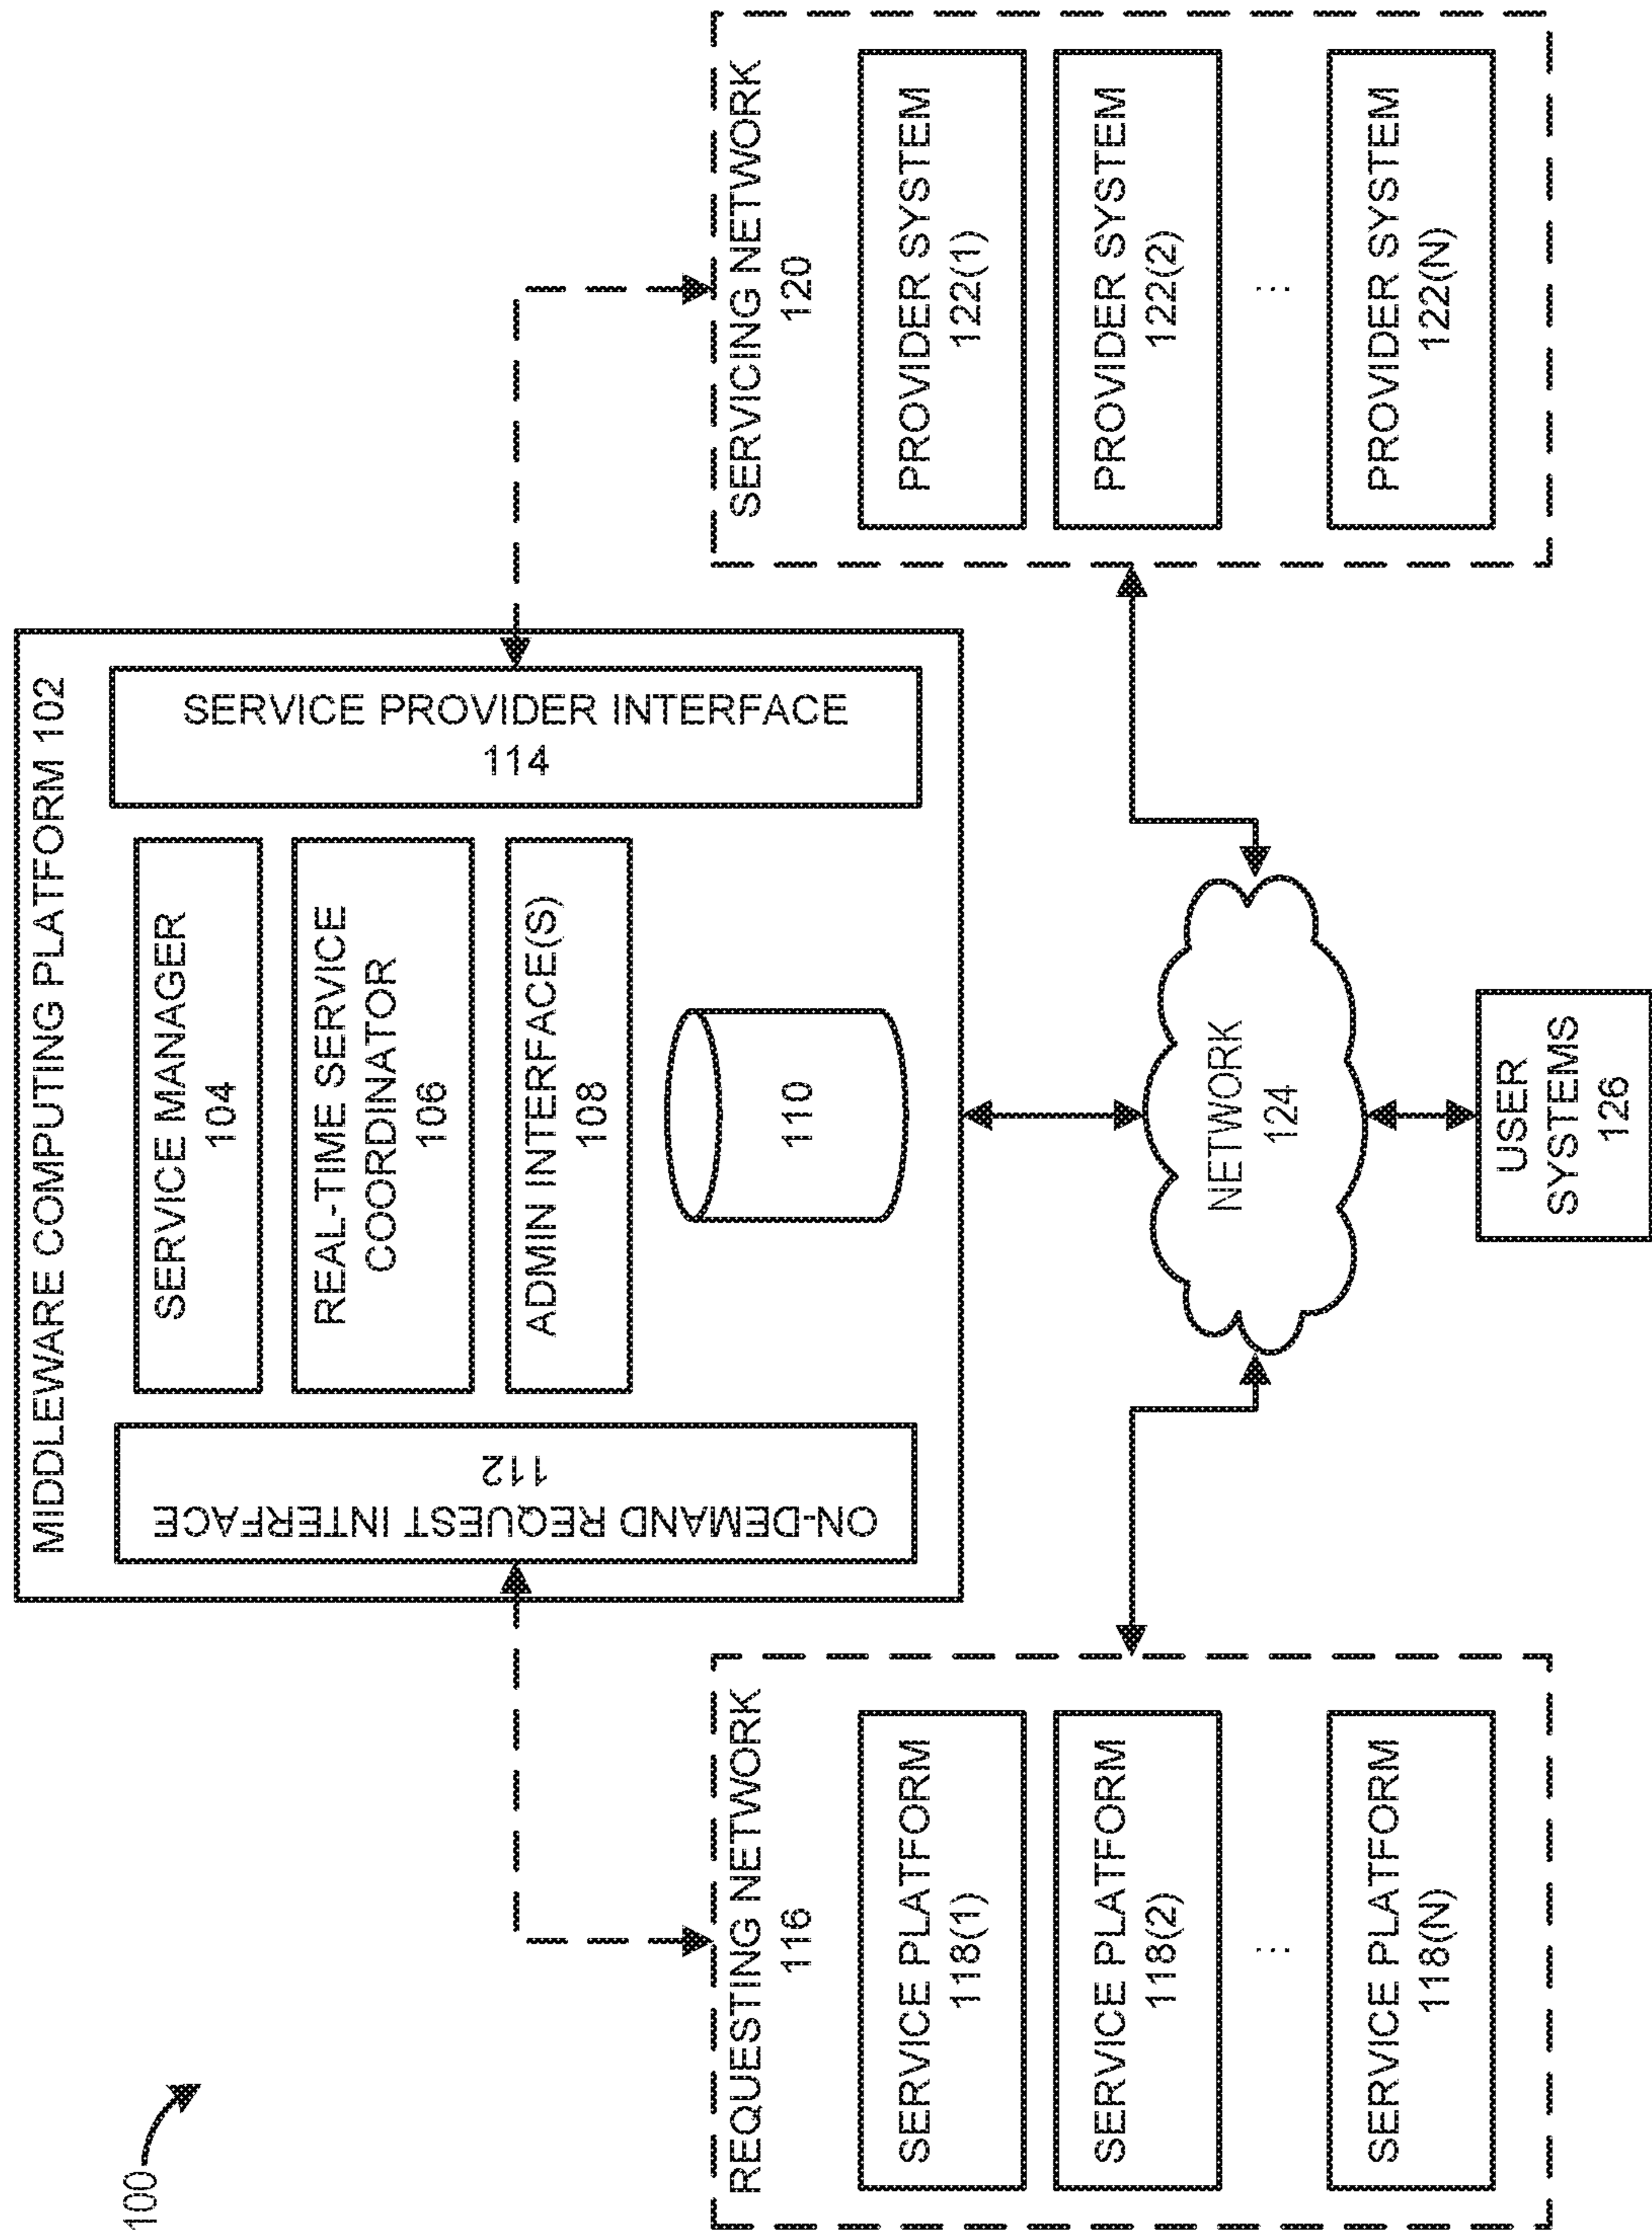 100
MIDDLEWARE COMPUTING PLATFORM 102
ON-DEMAND REQUEST INTERFACE
112
SERVICE MANAGER
104
REAL-TIME SERVICE
COORDINATOR
106
ADMIN INTERFACE(S)
108
110
SERVICE PROVIDER INTERFACE
114
REQUESTING NETWORK
116
SERVICE PLATFORM
118(1)
SERVICE PLATFORM
118(2)
...
SERVICE PLATFORM
118(N)
NETWORK
124
USER
SYSTEMS
126
SERVICING NETWORK
120
PROVIDER SYSTEM
122(1)
PROVIDER SYSTEM
122(2)
...
PROVIDER SYSTEM
122(N)